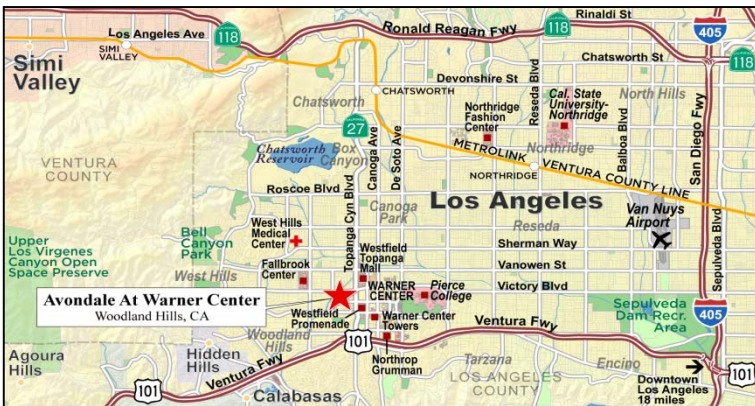 Los Angeles Ave
118
Ronald Reagan Fwy
118
Rinaldi St
405
SIMI
VALLEY
Simi
Valley
Chatsworth St
Devonshire St
Reseda Blvd
Cal. State
University-
Northridge
North Hills
Chatsworth
CHATSWORTH
Northridge
Fashion
Center
Balboa Blvd
San Diego Fwy
27
Canoga Ave
De Soto Ave
Northridge
Chatsworth
Reservoir
Box
Canyon
METROLINK
VENTURA COUNTY LINE
NORTHRIDGE
VENTURA
COUNTY
Roscoe Blvd
Topanga Cyn Blvd
Los Angeles
Canoga
Park
Van Nuys
Airport
West Hills
Medical
Center
Bell
Canyon
Park
Reseda
Sherman Way
Sepulveda Blvd
Upper
Los Virgenes
Canyon Open
Space Preserve
West Hills
Fallbrook
Center
Westfield
Topanga
Mall
Vanowen St
WARNER
CENTER
Pierce
College
Victory Blvd
Avondale At Warner Center
Woodland Hills, CA
Westfield
Promenade
Warner Center
Towers
Sepulveda
Dam Recr.
Area
405
Woodland
Hills
Ventura Fwy
101
Northrop
Grumman
Agoura
Hills
Hidden
Hills
Ventura Fwy
Tarzana
Encino
101
101
Calabasas
LOS ANGELES
COUNTY
Downtown
Los Angeles
18 miles